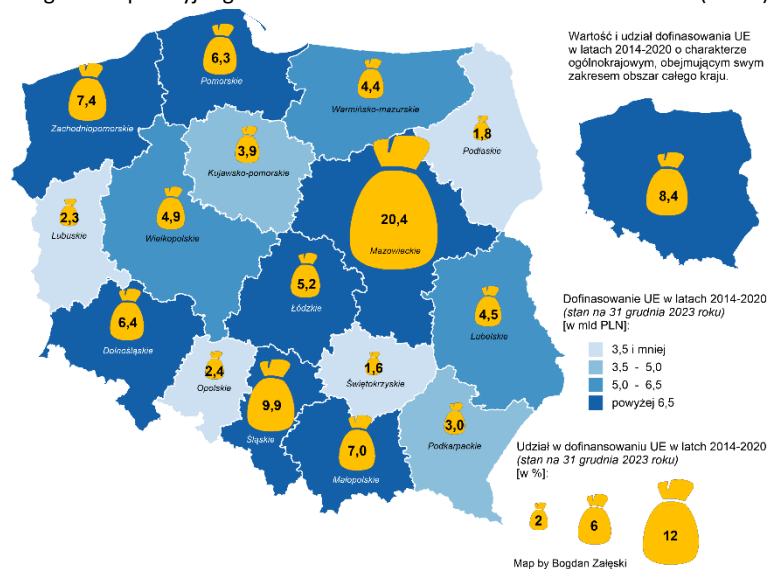 Wartość i udział dofinasowania UE
w latach 2014-2020 o charakterze
ogólnokrajowym, obejmującym swym
zakresem obszar całego kraju.
6,3
Pomorskie
7,4
Zachodniopomorskie
4,4
Warmińsko-mazurskie
1,8
Podlaskie
3,9
Kujawsko-pomorskie
8,4
2,3
Lubuskie
4,9
Wielkopolskie
20,4
Mazowieckie
5,2
Łódzkie
6,4
Dolnośląskie
4,5
Lubelskie
2,4
Opolskie
1,6
Świętokrzyskie
9,9
Śląskie
7,0
Małopolskie
3,0
Podkarpackie
Dofinasowanie UE w latach 2014-2020
(stan na 31 grudnia 2023 roku)
[w mld PLN]:
3,5 i mniej
3,5 - 5,0
5,0 - 6,5
powyżej 6,5
Udział w dofinansowaniu UE w latch 2014-2020
(stan na 31 grudnia 2023 roku)
[w %]:
2
6
12
Map by Bogdan Załęski